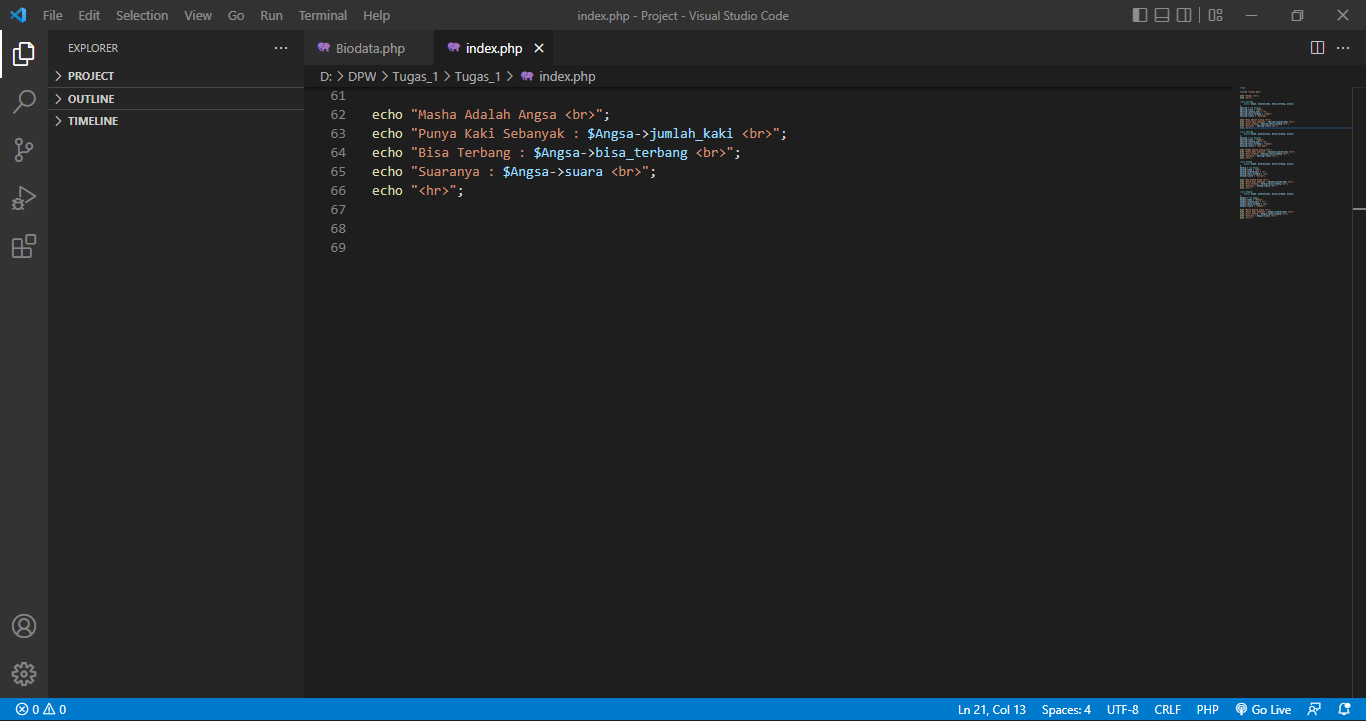 File Edit Selection View Go Run Terminal Help index.php - Project - Visual Studio Code
EXPLORER
PROJECT
OUTLINE
TIMELINE
Biodata.php index.php
D: > DPW > Tugas_1 > Tugas_1 > index.php
61
62 echo "Masha Adalah Angsa <br>";
63 echo "Punya Kaki Sebanyak : $Angsa->jumlah_kaki <br>";
64 echo "Bisa Terbang : $Angsa->bisa_terbang <br>";
65 echo "Suaranya : $Angsa->suara <br>";
66 echo "<hr>";
67
68
69
0 0 Ln 21, Col 13 Spaces: 4 UTF-8 CRLF PHP Go Live